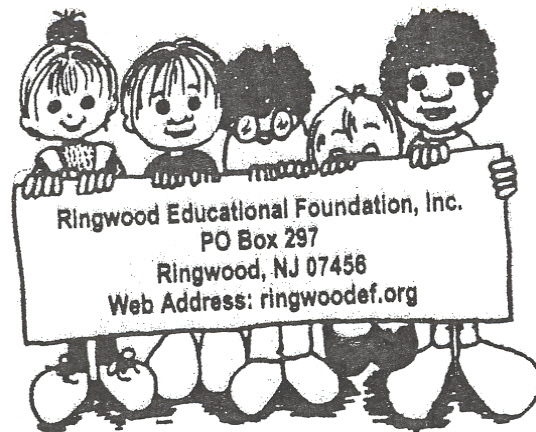 Ringwood Educational Foundation, Inc.
PO Box 297
Ringwood, NJ 07456
Web Address: ringwoodef.org